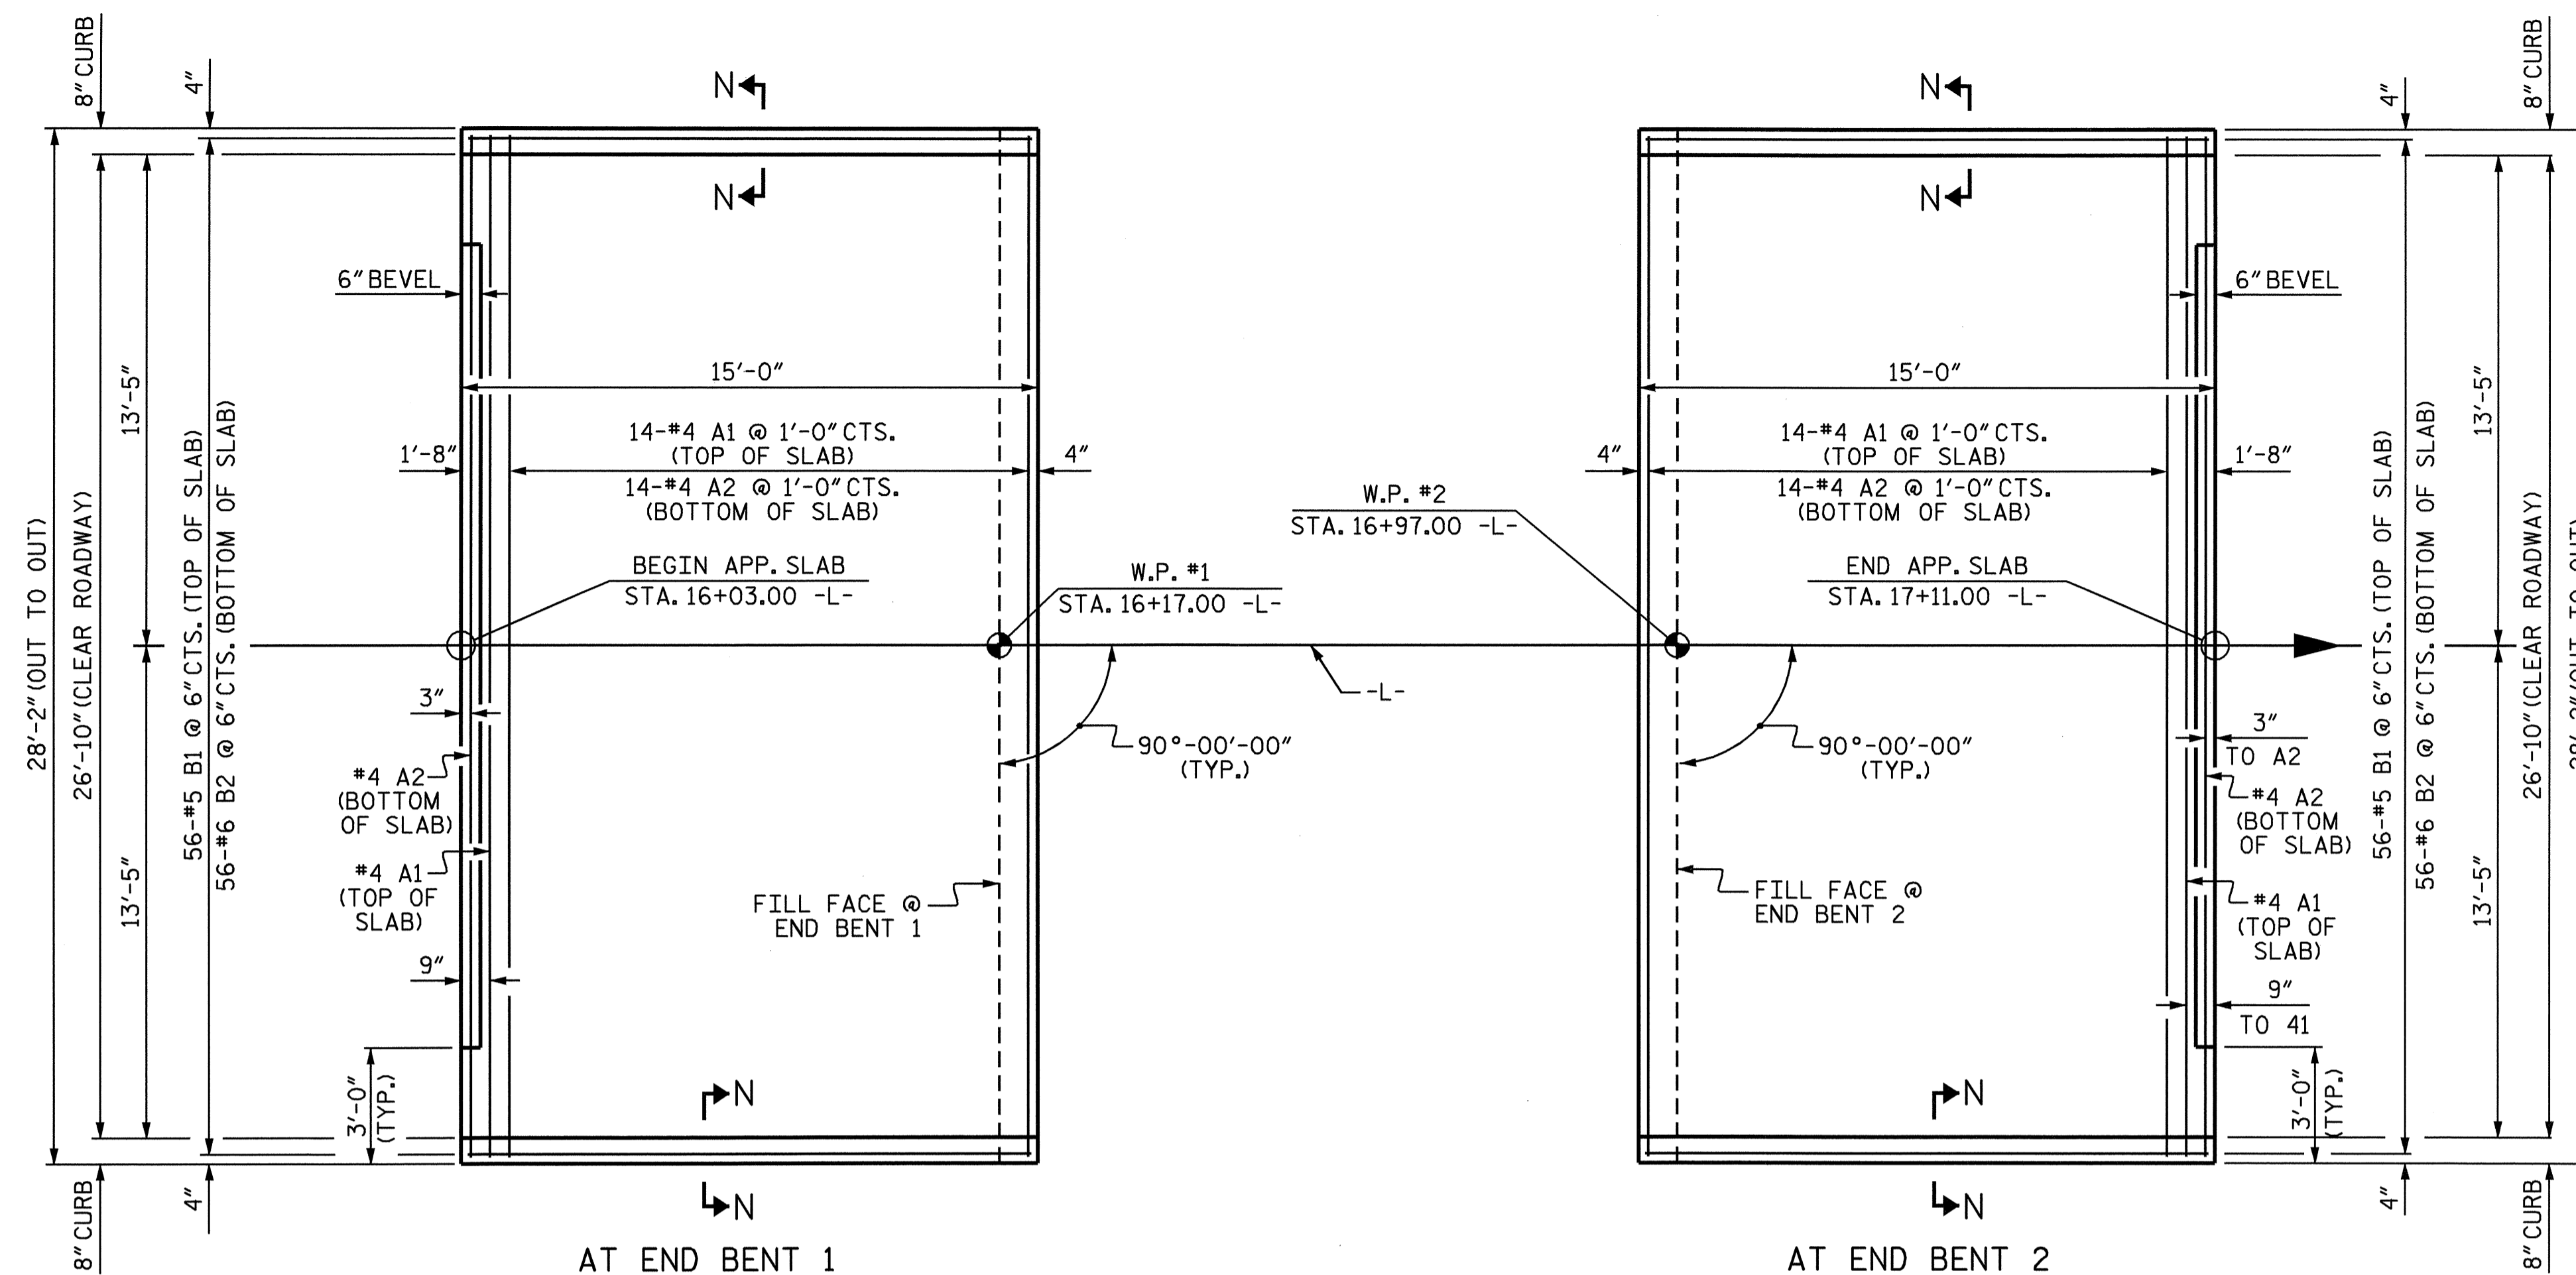 8" CURB
4"
N
N
28'-2" (OUT TO OUT)
26'-10" (CLEAR ROADWAY)
13'-5"
13'-5"
56-#5 B1 @ 6" CTS. (TOP OF SLAB)
56-#6 B2 @ 6" CTS. (BOTTOM OF SLAB)
6" BEVEL
15'-0"
1'-8"
14-#4 A1 @ 1'-0" CTS.
(TOP OF SLAB)
14-#4 A2 @ 1'-0" CTS.
(BOTTOM OF SLAB)
4"
BEGIN APP. SLAB
STA. 16+03.00 -L-
W.P. #1
STA. 16+17.00 -L-
3"
#4 A2
(BOTTOM
OF SLAB)
#4 A1
(TOP OF
SLAB)
9"
3'-0"
(TYP.)
90°-00'-00"
(TYP.)
FILL FACE @
END BENT 1
N
N
8" CURB
4"
AT END BENT 1
-L-
N
N
4"
8" CURB
6" BEVEL
15'-0"
4"
14-#4 A1 @ 1'-0" CTS.
(TOP OF SLAB)
14-#4 A2 @ 1'-0" CTS.
(BOTTOM OF SLAB)
1'-8"
W.P. #2
STA. 16+97.00 -L-
END APP. SLAB
STA. 17+11.00 -L-
90°-00'-00"
(TYP.)
FILL FACE @
END BENT 2
3"
TO A2
#4 A2
(BOTTOM
OF SLAB)
#4 A1
(TOP OF
SLAB)
9"
TO 41
3'-0"
(TYP.)
56-#5 B1 @ 6" CTS. (TOP OF SLAB)
56-#6 B2 @ 6" CTS. (BOTTOM OF SLAB)
13'-5"
13'-5"
26'-10" (CLEAR ROADWAY)
28'-2" (OUT TO OUT)
N
N
4"
8" CURB
AT END BENT 2